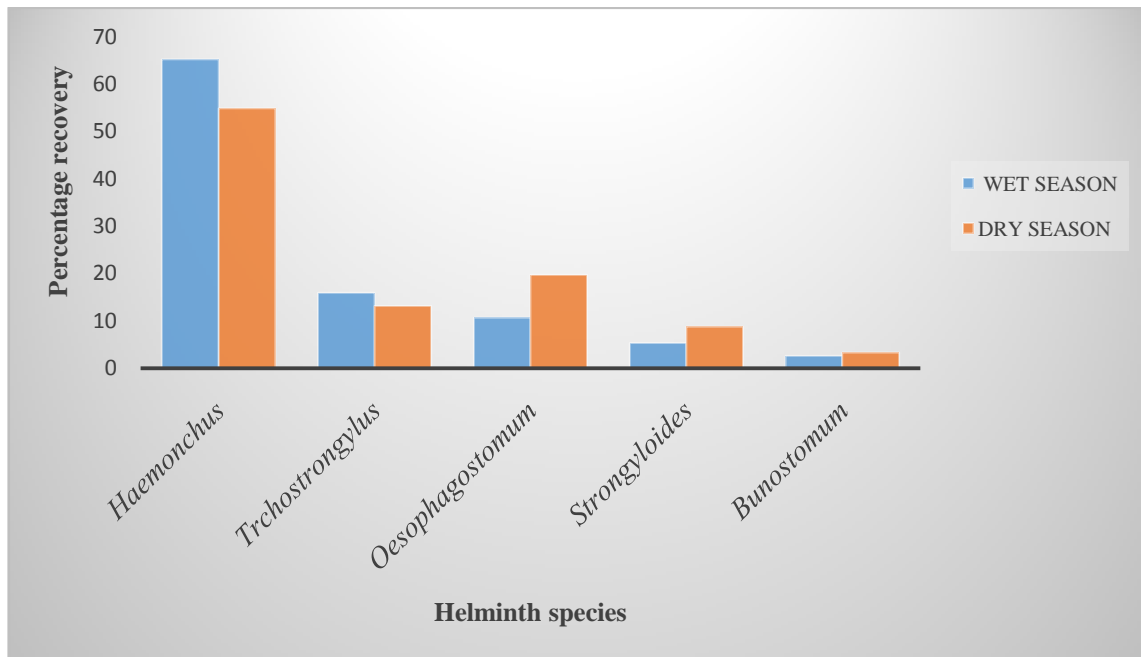 Percentage recovery
70
60
50
40
30
20
10
0
Haemonchus
Trchostrongylus
Oesophagostomum
Strongyloides
Bunostomum
Helminth species
WET SEASON
DRY SEASON